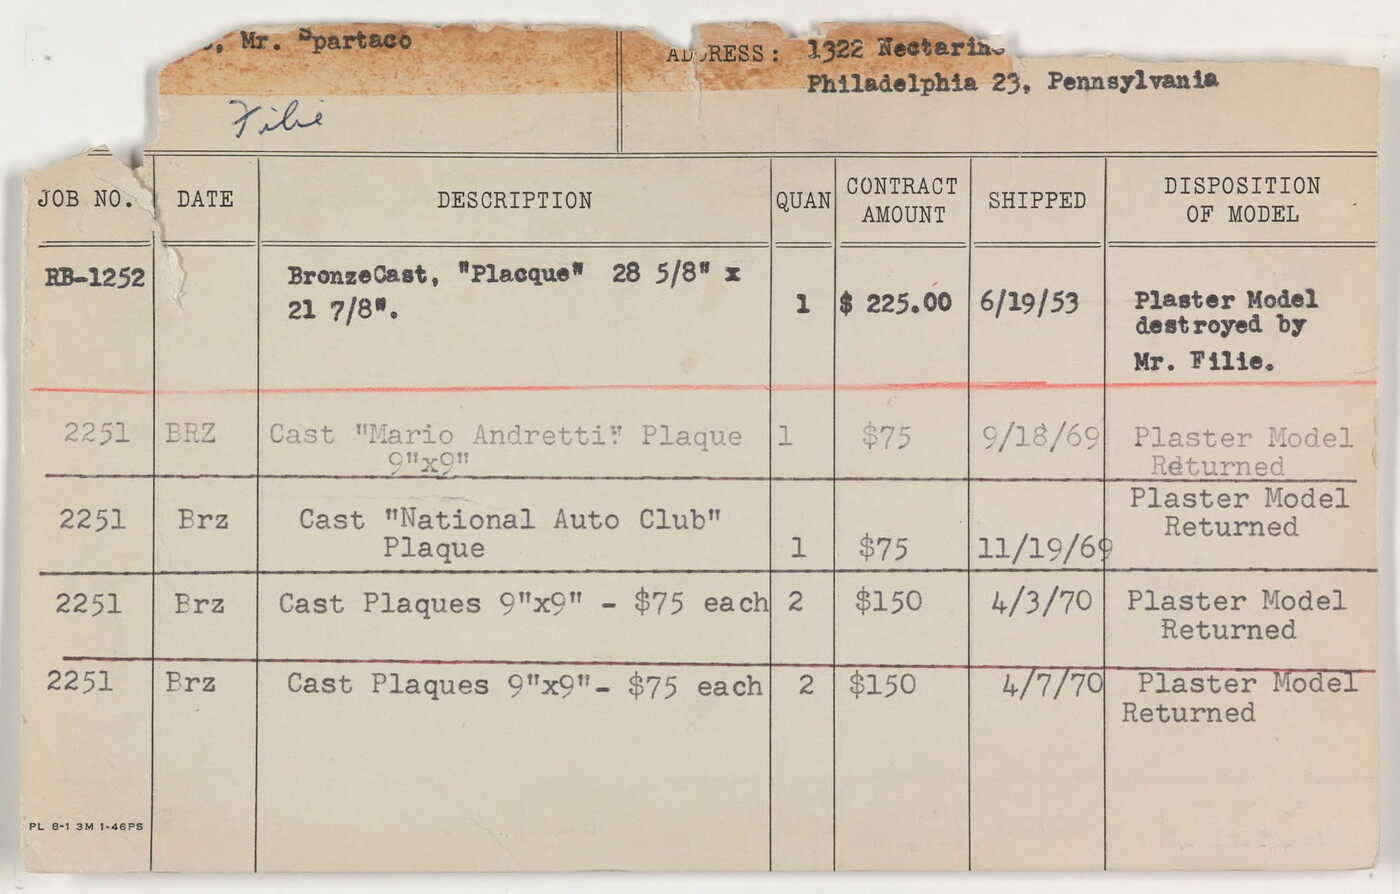 , Mr. Spartaco
ADDRESS: 1322 Nectarine
Philadelphia 23, Pennsylvania
Filie
JOB NO. DATE DESCRIPTION QUAN CONTRACT AMOUNT SHIPPED DISPOSITION OF MODEL
RB-1252 BronzeCast, "Placque" 28 5/8" x
21 7/8". 1 $ 225.00 6/19/53 Plaster Model
destroyed by
Mr. Filie.
2251 BRZ Cast "Mario Andretti" Plaque 1 $75 9/18/69 Plaster Model
9"x9" Returned
2251 Brz Cast "National Auto Club" Plaster Model
Plaque 1 $75 11/19/69 Returned
2251 Brz Cast Plaques 9"x9" - $75 each 2 $150 4/3/70 Plaster Model
Returned
2251 Brz Cast Plaques 9"x9"- $75 each 2 $150 4/7/70 Plaster Model
Returned
PL 8-1 3M 1-46PS